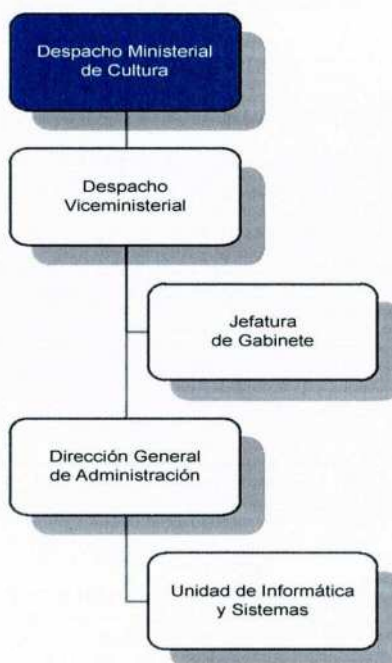 Despacho Ministerial
de Cultura
Despacho
Viceministerial
Jefatura
de Gabinete
Dirección General
de Administración
Unidad de Informática
y Sistemas